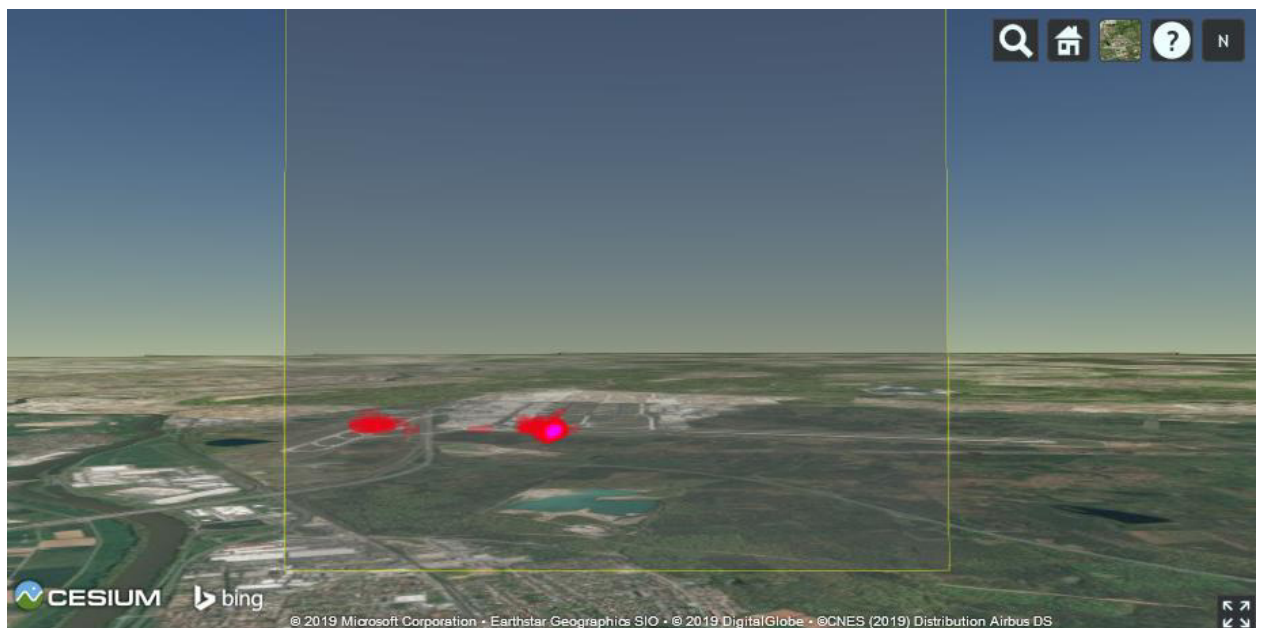 ? N
CESIUM bing
© 2019 Microsoft Corporation • Earthstar Geographics SIO • © 2019 DigitalGlobe • ©CNES (2019) Distribution Airbus DS